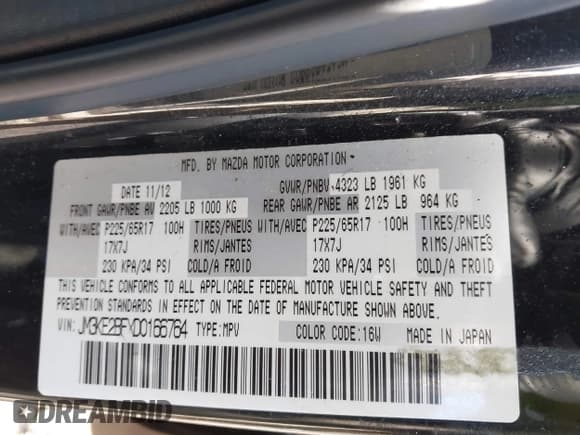 MFD. BY MAZDA MOTOR CORPORATION
DATE 11/12 GVWR/PNBV 4323 LB 1961 KG
FRONT GAWR/PNBE AV 2205 LB 1000 KG REAR GAWR/PNBE AR 2125 LB 964 KG
WITH/AVEC P225/65R17 100H TIRES/PNEUS WITH/AVEC P225/65R17 100H TIRES/PNEUS
17X7J RIMS/JANTES 17X7J RIMS/JANTES
230 KPA/34 PSI COLD/A FROID 230 KPA/34 PSI COLD/A FROID
THIS VEHICLE CONFORMS TO ALL APPLICABLE FEDERAL MOTOR VEHICLE SAFETY AND THEFT
PREVENTION STANDARDS IN EFFECT ON THE DATE OF MANUFACTURE SHOWN ABOVE.
VIN: TYPE:MPV COLOR CODE:16W MADE IN JAPAN
DREAMBID